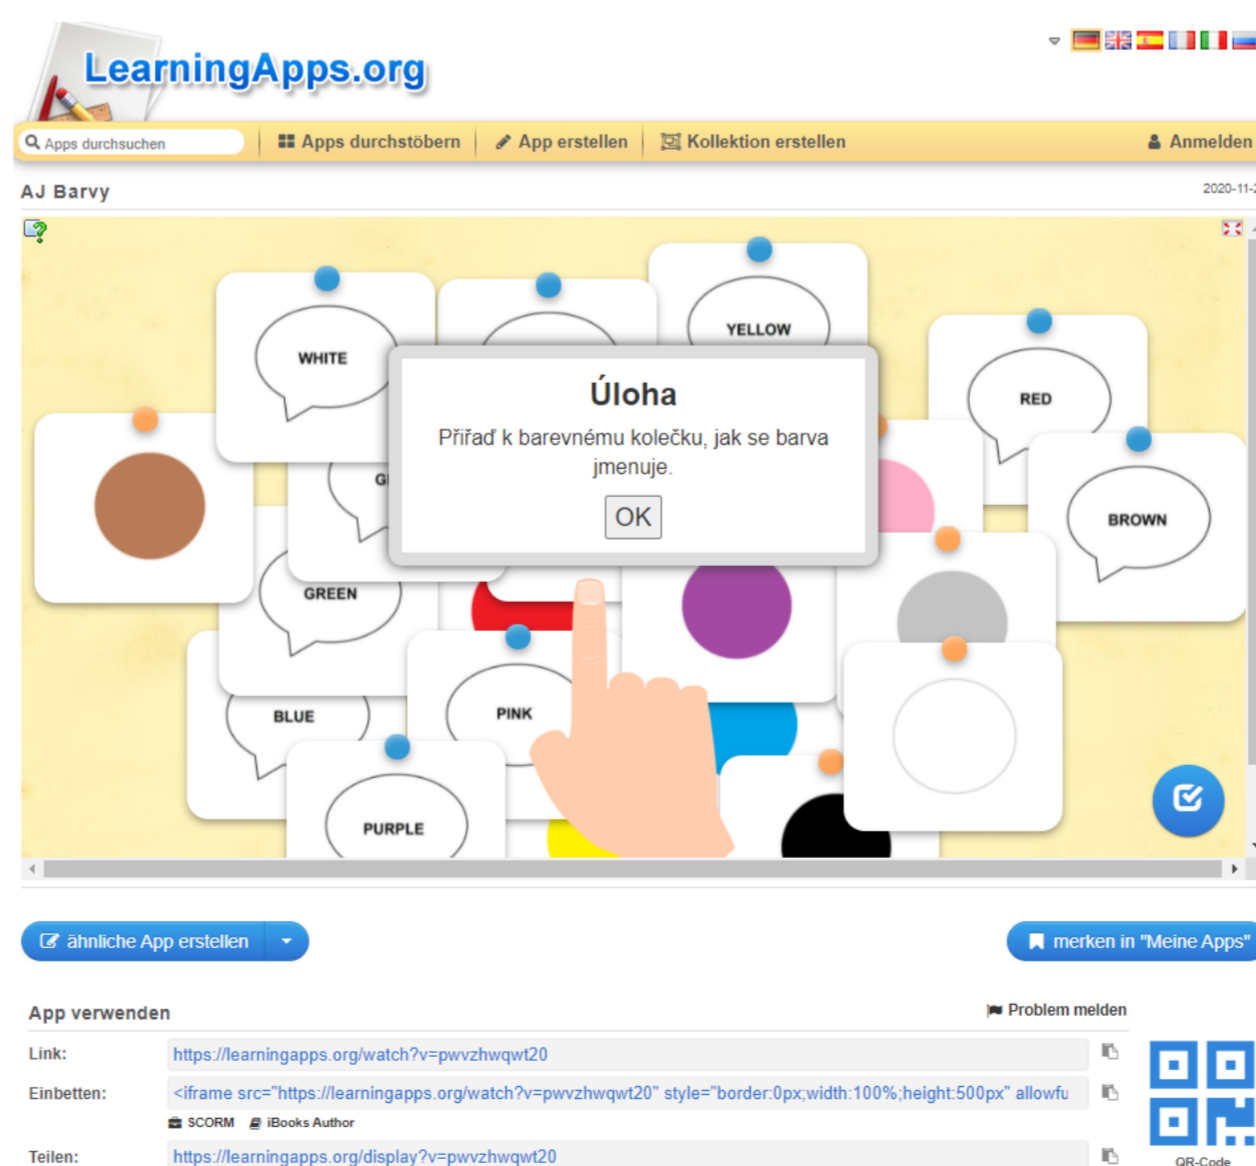 LearningApps.org
Apps durchsuchen
Apps durchstöbern
App erstellen
Kollektion erstellen
Anmelden
AJ Barvy
2020-11-2
WHITE
YELLOW
RED
Úloha
Přiřaď k barevnému kolečku, jak se barva
jmenuje.
OK
G
BROWN
GREEN
BLUE
PINK
PURPLE
ähnliche App erstellen
merken in "Meine Apps"
App verwenden
Problem melden
Link:
https://learningapps.org/watch?v=pwvzhwqwt20
Einbetten:
<iframe src="https://learningapps.org/watch?v=pwvzhwqwt20" style="border:0px;width:100%;height:500px" allowfu
SCORM
iBooks Author
Teilen:
https://learningapps.org/display?v=pwvzhwqwt20
QR-Code